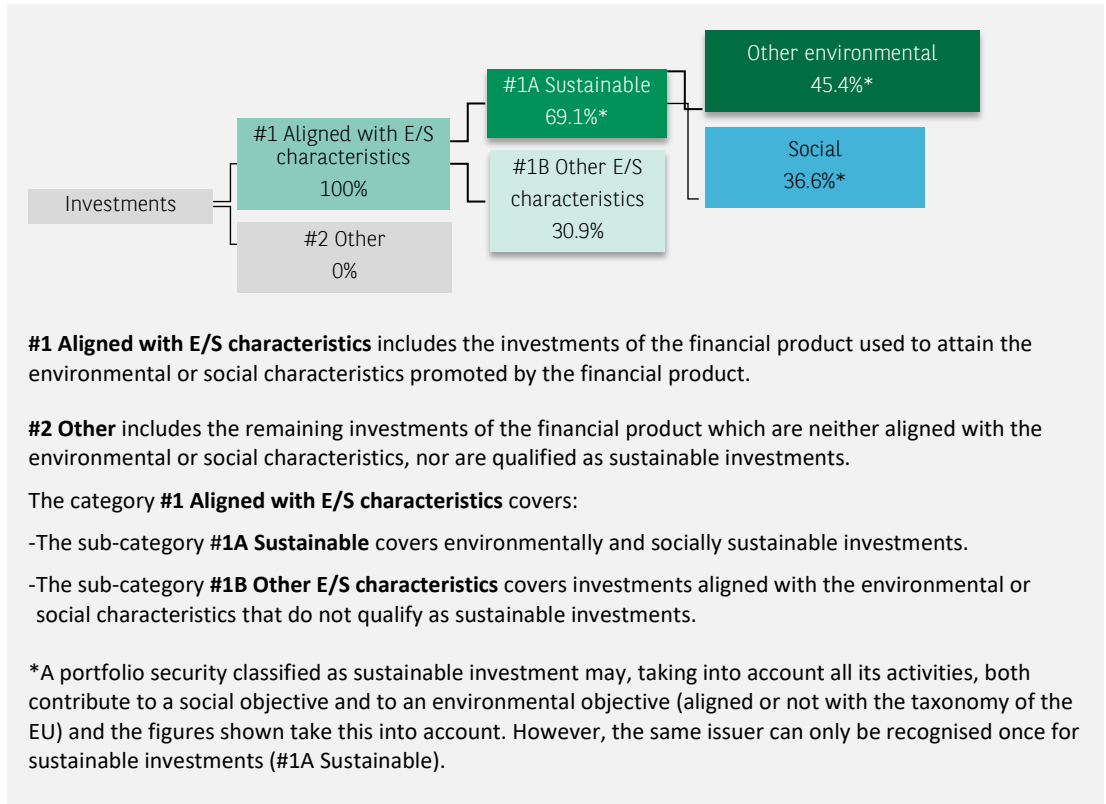 Investments
#1 Aligned with E/S
characteristics
100%
#2 Other
0%
#1A Sustainable
69.1%*
#1B Other E/S
characteristics
30.9%
Other environmental
45.4%*
Social
36.6%*
#1 Aligned with E/S characteristics includes the investments of the financial product used to attain the
environmental or social characteristics promoted by the financial product.
#2 Other includes the remaining investments of the financial product which are neither aligned with the
environmental or social characteristics, nor are qualified as sustainable investments.
The category #1 Aligned with E/S characteristics covers:
-The sub-category #1A Sustainable covers environmentally and socially sustainable investments.
-The sub-category #1B Other E/S characteristics covers investments aligned with the environmental or
social characteristics that do not qualify as sustainable investments.
*A portfolio security classified as sustainable investment may, taking into account all its activities, both
contribute to a social objective and to an environmental objective (aligned or not with the taxonomy of the
EU) and the figures shown take this into account. However, the same issuer can only be recognised once for
sustainable investments (#1A Sustainable).